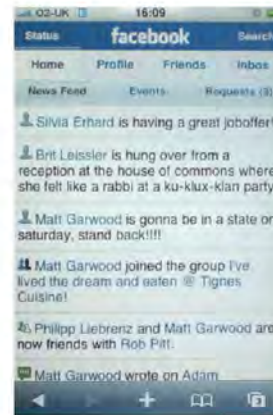 O2-UK 16:09
Status facebook Search
Home Profile Friends Inbox
News Feed Events Requests (3)
Silvia Erhard is having a great joboffer!
Brit Leissler is hung over from a
reception at the house of commons where
she felt like a rabbi at a ku-klux-klan party
Matt Garwood is gonna be in a state on
saturday, stand back!!!!
Matt Garwood joined the group I've
lived the dream and eaten @ Tignes
Cuisine!
Philipp Liebrenz and Matt Garwood are
now friends with Rob Pitt.
Matt Garwood wrote on Adam